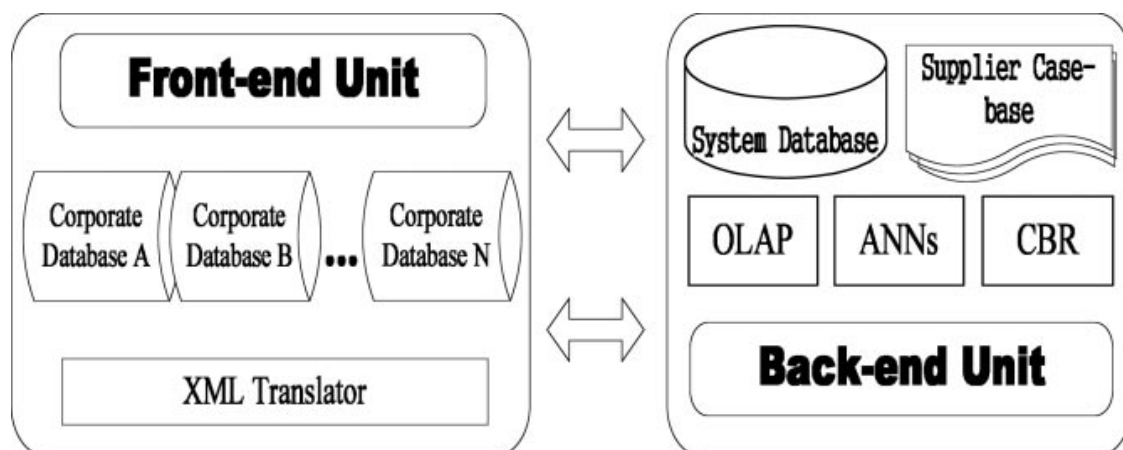 Front-end Unit
Corporate
Database A
Corporate
Database B
...
Corporate
Database N
XML Translator
System Database
Supplier Case-
base
OLAP
ANNs
CBR
Back-end Unit